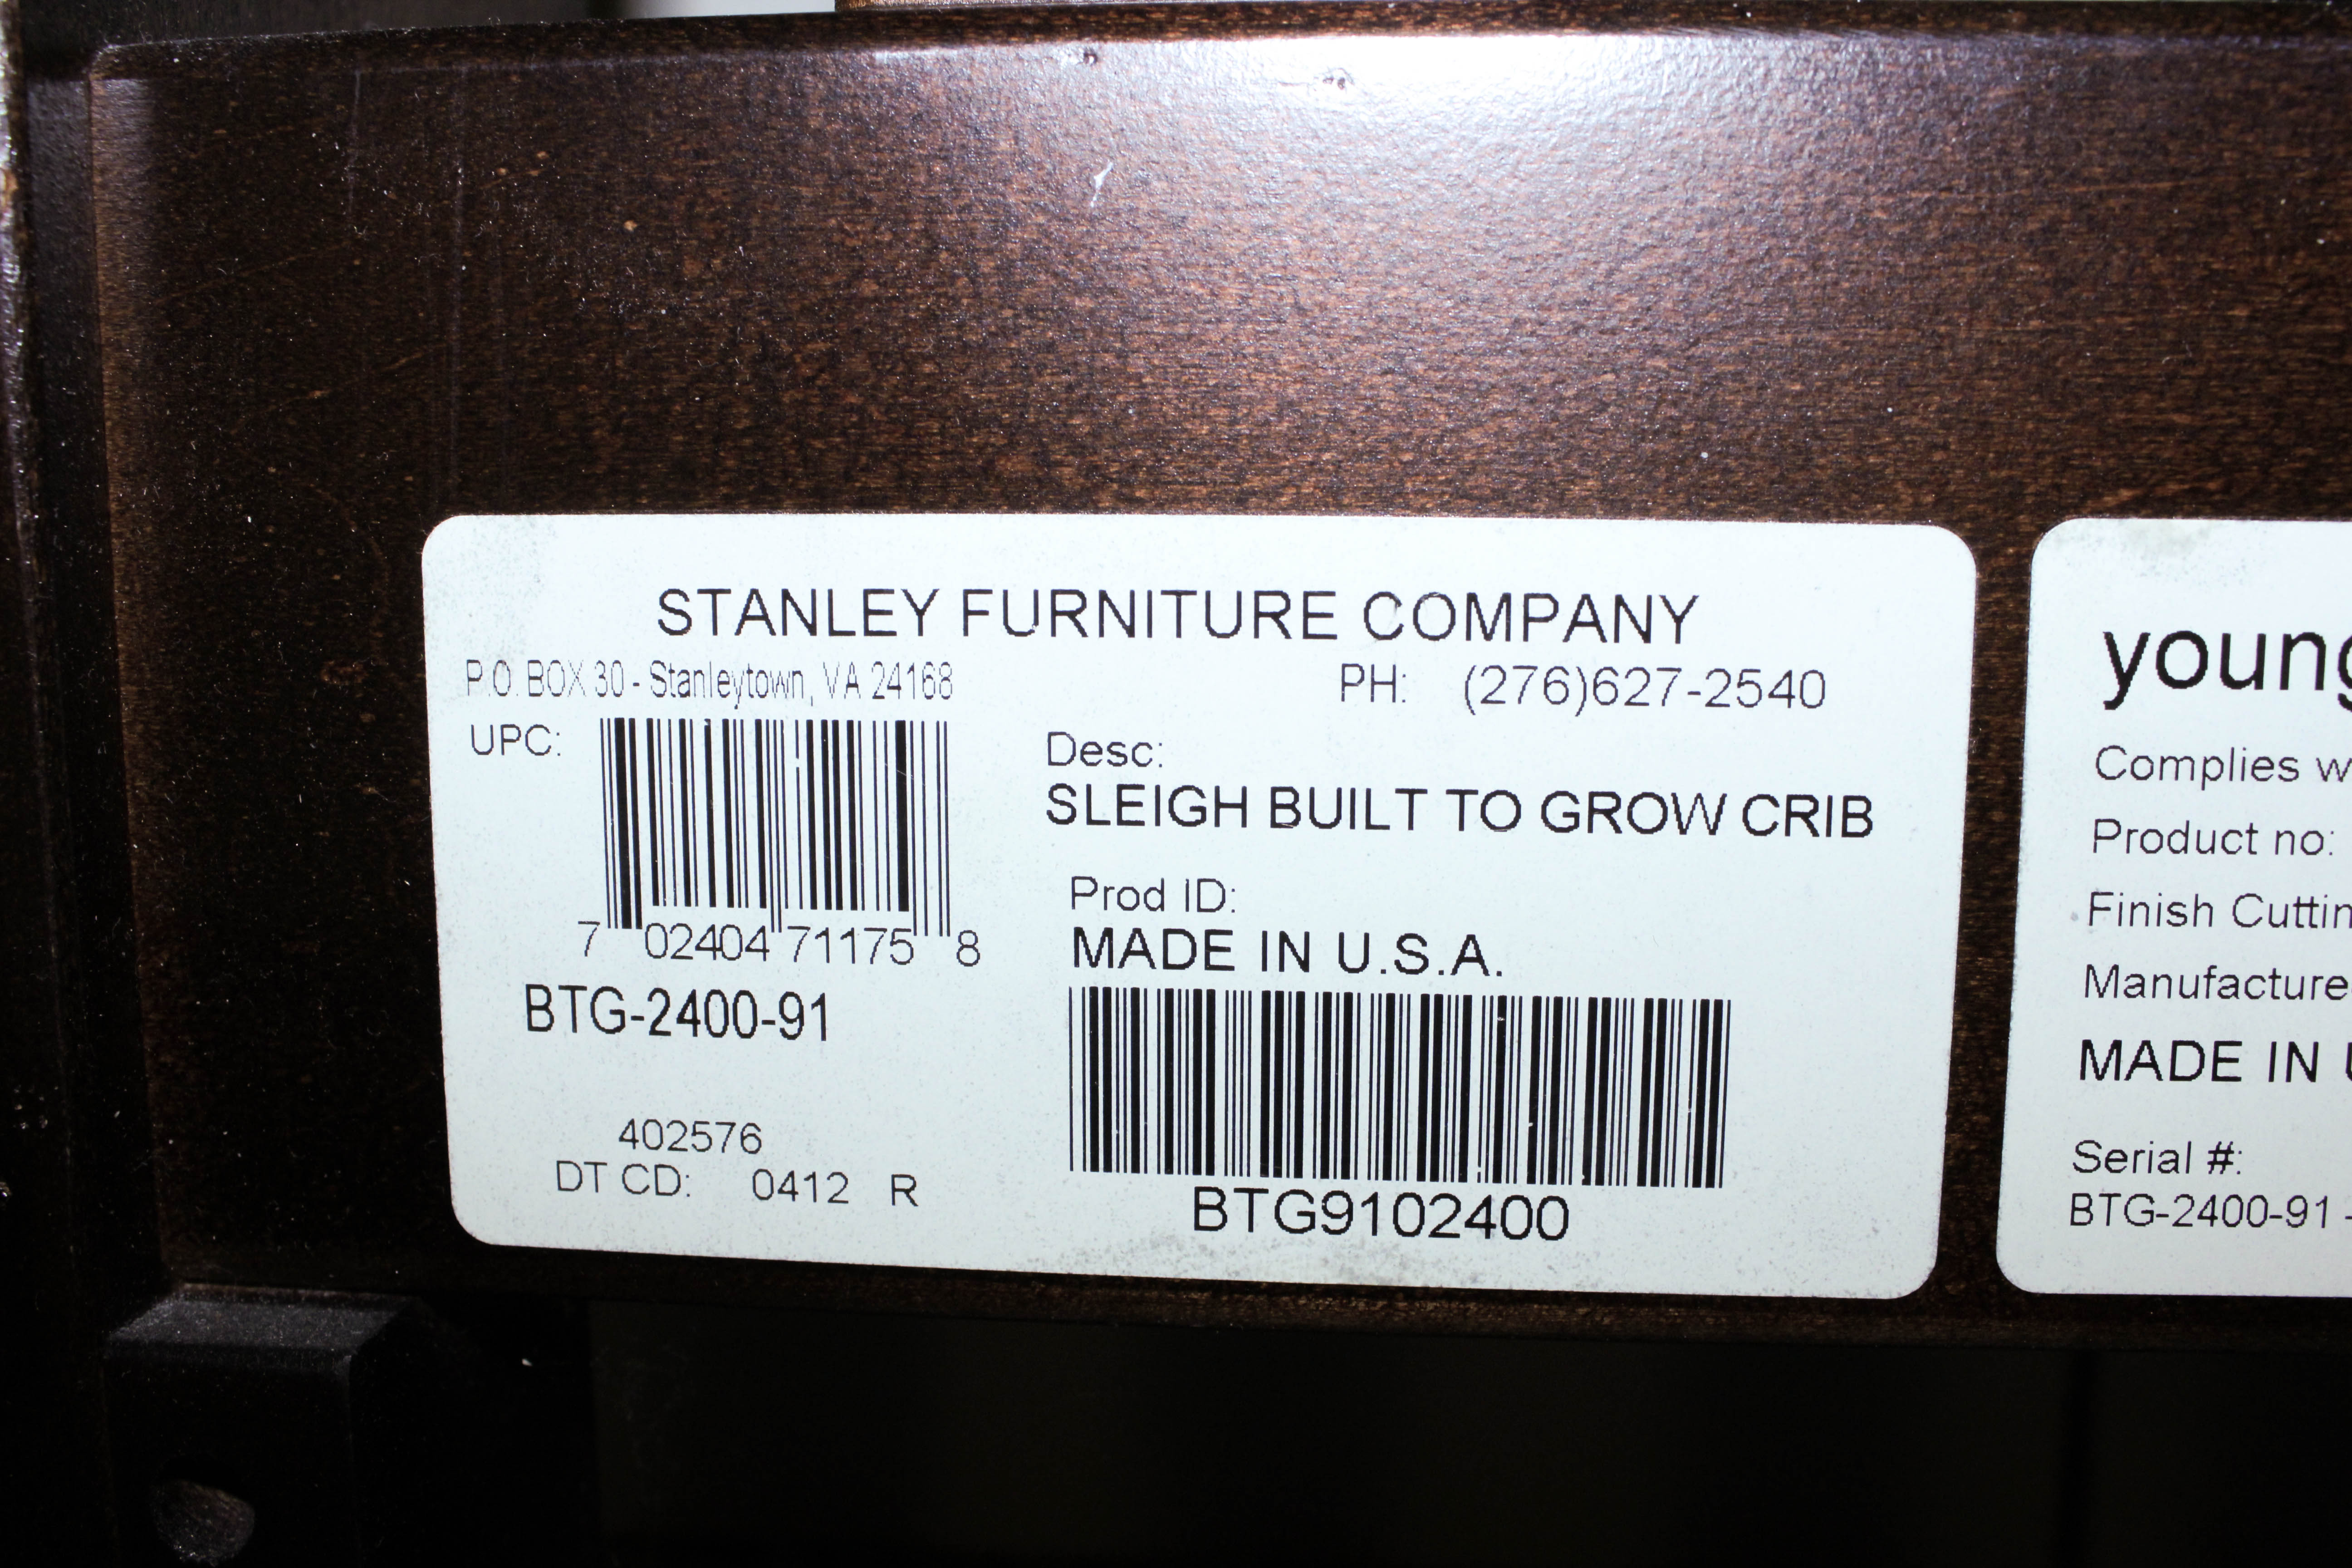 STANLEY FURNITURE COMPANY
P.O. BOX 30 - Stanleytown, VA 24168
PH: (276)627-2540
UPC:
7 02404 71175 8
BTG-2400-91
402576
DT CD: 0412 R
Desc:
SLEIGH BUILT TO GROW CRIB
Prod ID:
MADE IN U.S.A.
BTG9102400
young
Complies w
Product no:
Finish Cuttin
Manufacture
MADE IN U
Serial #:
BTG-2400-91 -